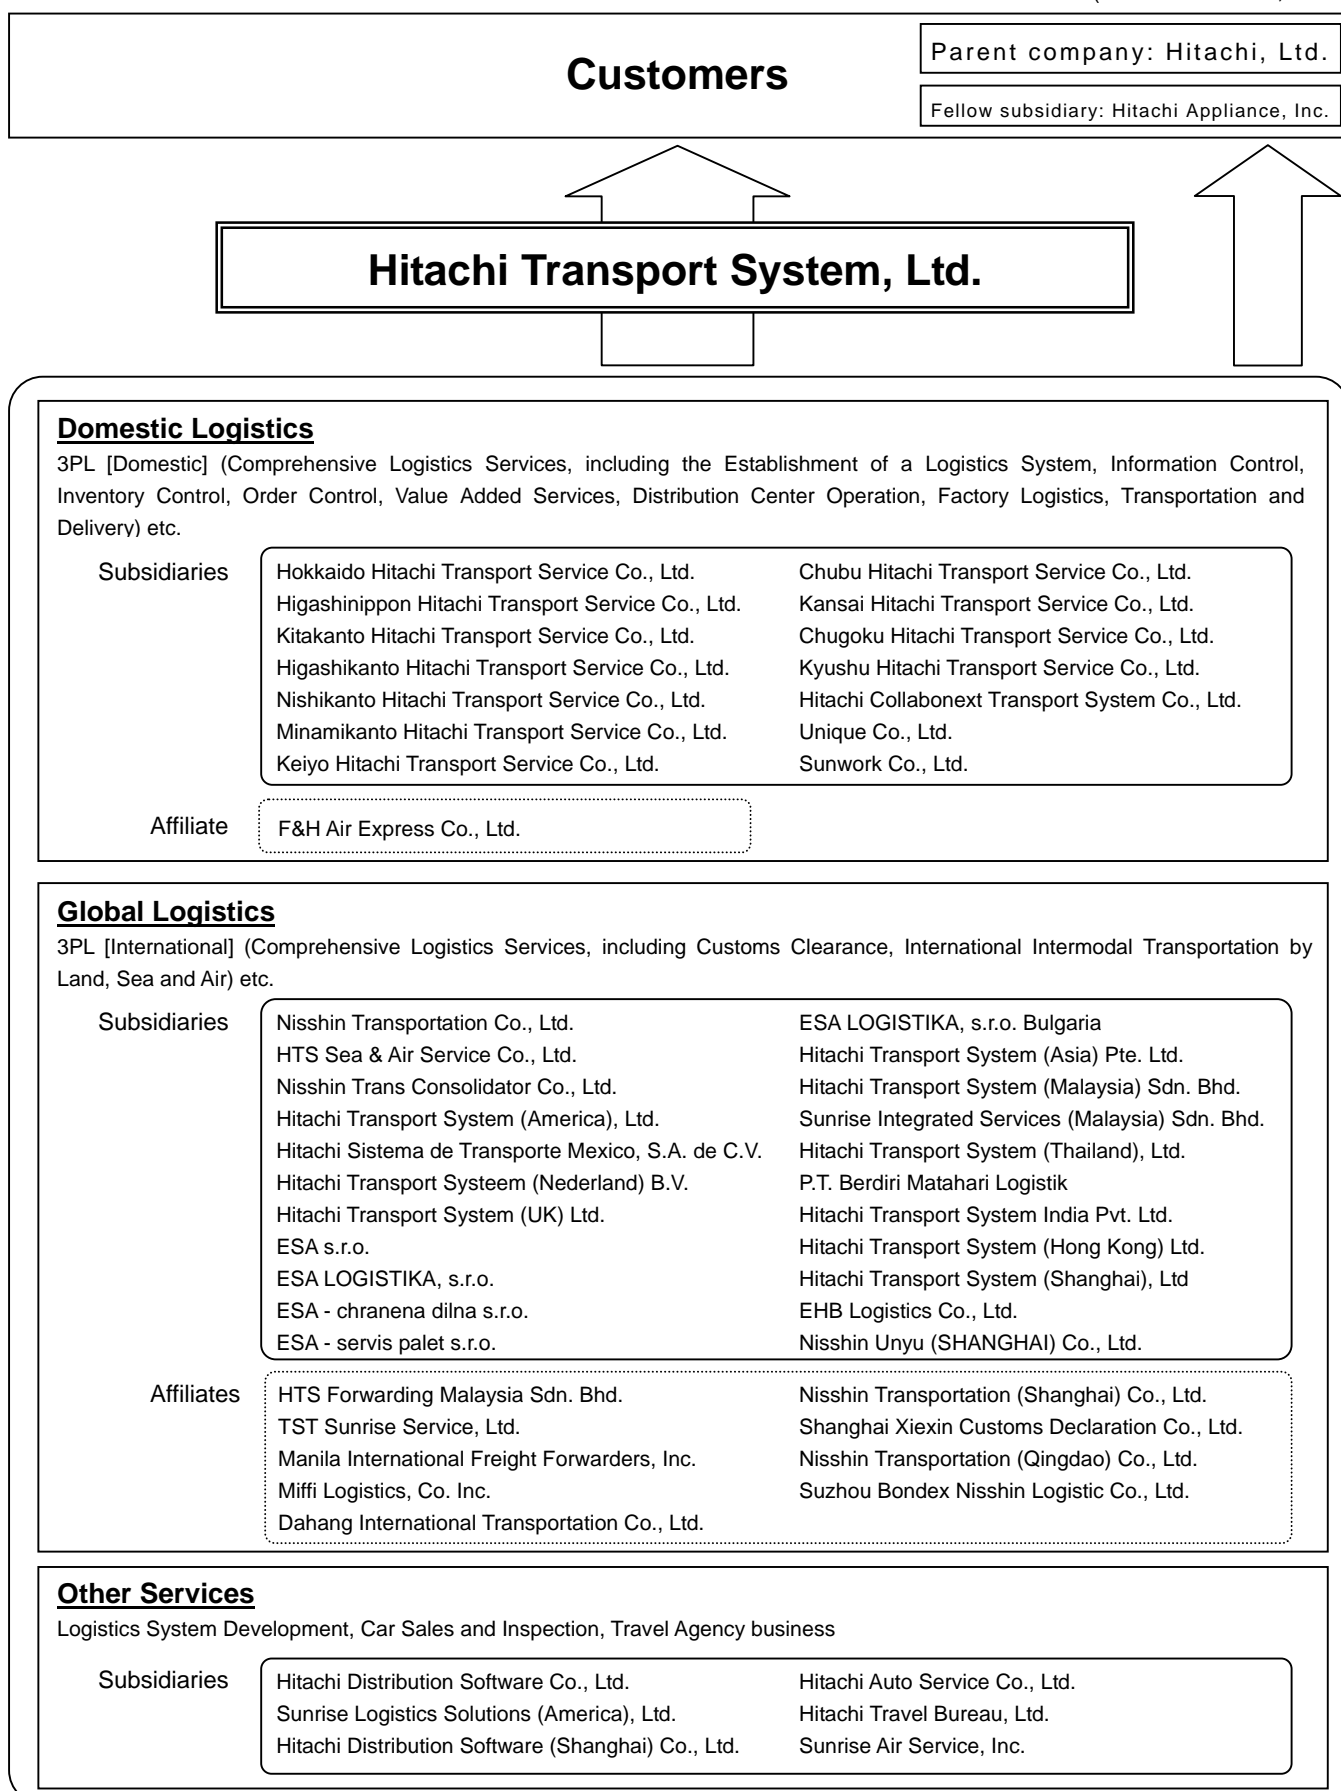 Customers
Parent company: Hitachi, Ltd.
Fellow subsidiary: Hitachi Appliance, Inc.
Hitachi Transport System, Ltd.
Domestic Logistics
3PL [Domestic] (Comprehensive Logistics Services, including the Establishment of a Logistics System, Information Control,
Inventory Control, Order Control, Value Added Services, Distribution Center Operation, Factory Logistics, Transportation and
Delivery) etc.
Subsidiaries
Hokkaido Hitachi Transport Service Co., Ltd.
Higashinippon Hitachi Transport Service Co., Ltd.
Kitakanto Hitachi Transport Service Co., Ltd.
Higashikanto Hitachi Transport Service Co., Ltd.
Nishikanto Hitachi Transport Service Co., Ltd.
Minamikanto Hitachi Transport Service Co., Ltd.
Keiyo Hitachi Transport Service Co., Ltd.
Chubu Hitachi Transport Service Co., Ltd.
Kansai Hitachi Transport Service Co., Ltd.
Chugoku Hitachi Transport Service Co., Ltd.
Kyushu Hitachi Transport Service Co., Ltd.
Hitachi Collabonext Transport System Co., Ltd.
Unique Co., Ltd.
Sunwork Co., Ltd.
Affiliate
F&H Air Express Co., Ltd.
Global Logistics
3PL [International] (Comprehensive Logistics Services, including Customs Clearance, International Intermodal Transportation by
Land, Sea and Air) etc.
Subsidiaries
Nisshin Transportation Co., Ltd.
HTS Sea & Air Service Co., Ltd.
Nisshin Trans Consolidator Co., Ltd.
Hitachi Transport System (America), Ltd.
Hitachi Sistema de Transporte Mexico, S.A. de C.V.
Hitachi Transport Systeem (Nederland) B.V.
Hitachi Transport System (UK) Ltd.
ESA s.r.o.
ESA LOGISTIKA, s.r.o.
ESA - chranena dilna s.r.o.
ESA - servis palet s.r.o.
ESA LOGISTIKA, s.r.o. Bulgaria
Hitachi Transport System (Asia) Pte. Ltd.
Hitachi Transport System (Malaysia) Sdn. Bhd.
Sunrise Integrated Services (Malaysia) Sdn. Bhd.
Hitachi Transport System (Thailand), Ltd.
P.T. Berdiri Matahari Logistik
Hitachi Transport System India Pvt. Ltd.
Hitachi Transport System (Hong Kong) Ltd.
Hitachi Transport System (Shanghai), Ltd
EHB Logistics Co., Ltd.
Nisshin Unyu (SHANGHAI) Co., Ltd.
Affiliates
HTS Forwarding Malaysia Sdn. Bhd.
TST Sunrise Service, Ltd.
Manila International Freight Forwarders, Inc.
Miffi Logistics, Co. Inc.
Dahang International Transportation Co., Ltd.
Nisshin Transportation (Shanghai) Co., Ltd.
Shanghai Xiexin Customs Declaration Co., Ltd.
Nisshin Transportation (Qingdao) Co., Ltd.
Suzhou Bondex Nisshin Logistic Co., Ltd.
Other Services
Logistics System Development, Car Sales and Inspection, Travel Agency business
Subsidiaries
Hitachi Distribution Software Co., Ltd.
Sunrise Logistics Solutions (America), Ltd.
Hitachi Distribution Software (Shanghai) Co., Ltd.
Hitachi Auto Service Co., Ltd.
Hitachi Travel Bureau, Ltd.
Sunrise Air Service, Inc.